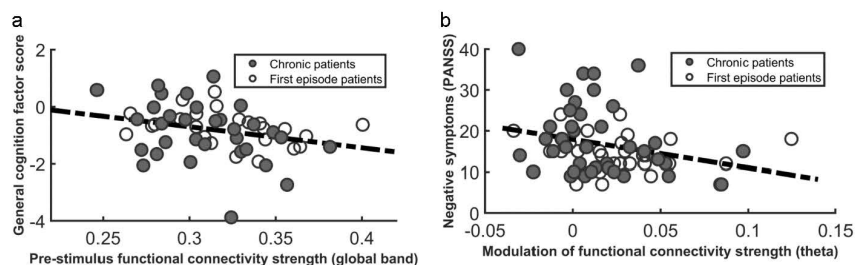 a
General cognition factor score
2
0
-2
-4
Chronic patients
First episode patients
0.25
0.3
0.35
0.4
Pre-stimulus functional connectivity strength (global band)
b
Negative symptoms (PANSS)
40
30
20
10
0
Chronic patients
First episode patients
-0.05
0
0.05
0.1
0.15
Modulation of functional connectivity strength (theta)